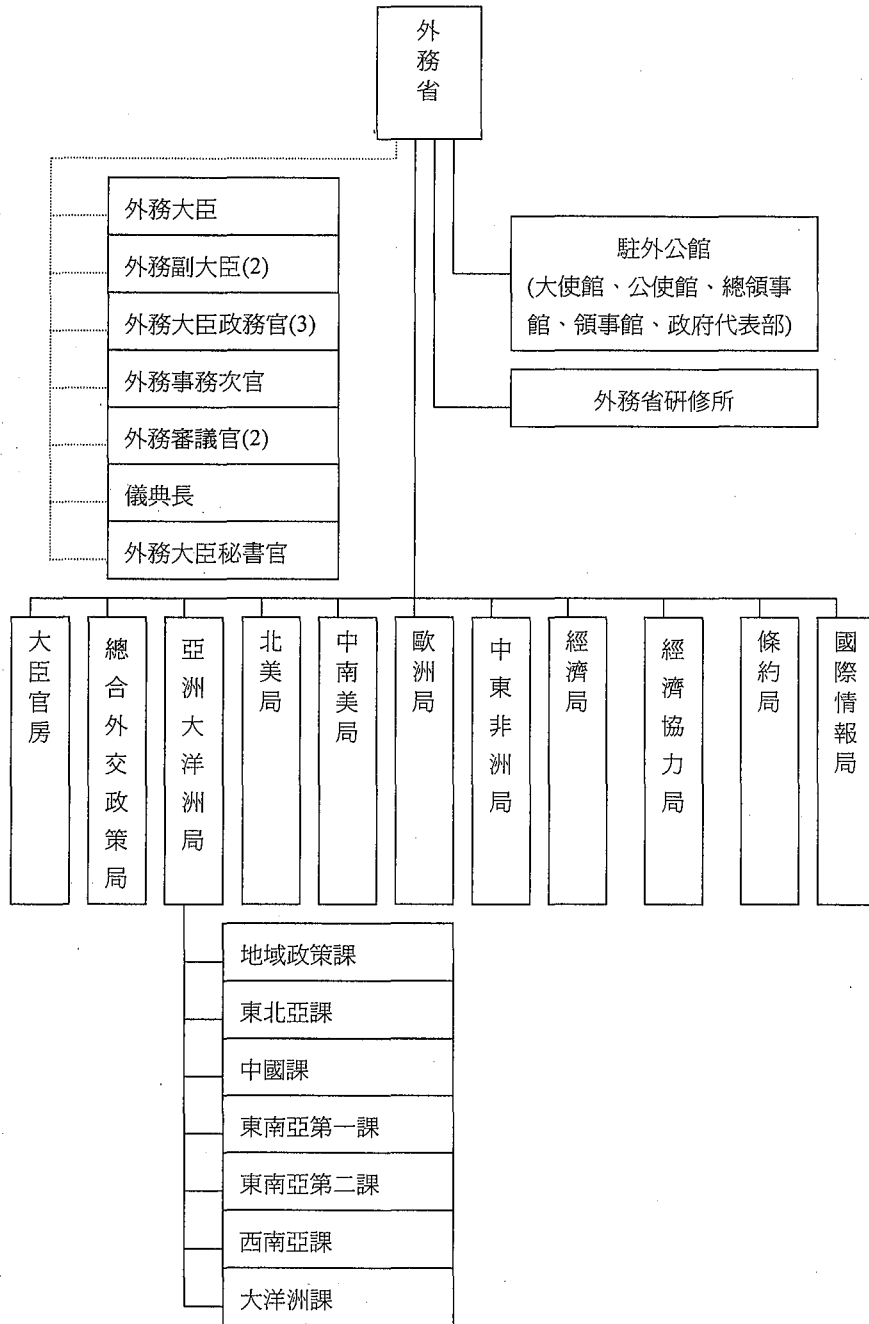 外務省
外務大臣
外務副大臣(2)
外務大臣政務官(3)
外務事務次官
外務審議官(2)
儀典長
外務大臣秘書官
駐外公館
(大使館、公使館、總領事
館、領事館、政府代表部)
外務省研修所
大臣官房
總合外交政策局
亞洲大洋洲局
北美局
中南美局
歐洲局
中東非洲局
經濟局
經濟協力局
條約局
國際情報局
地域政策課
東北亞課
中國課
東南亞第一課
東南亞第二課
西南亞課
大洋洲課